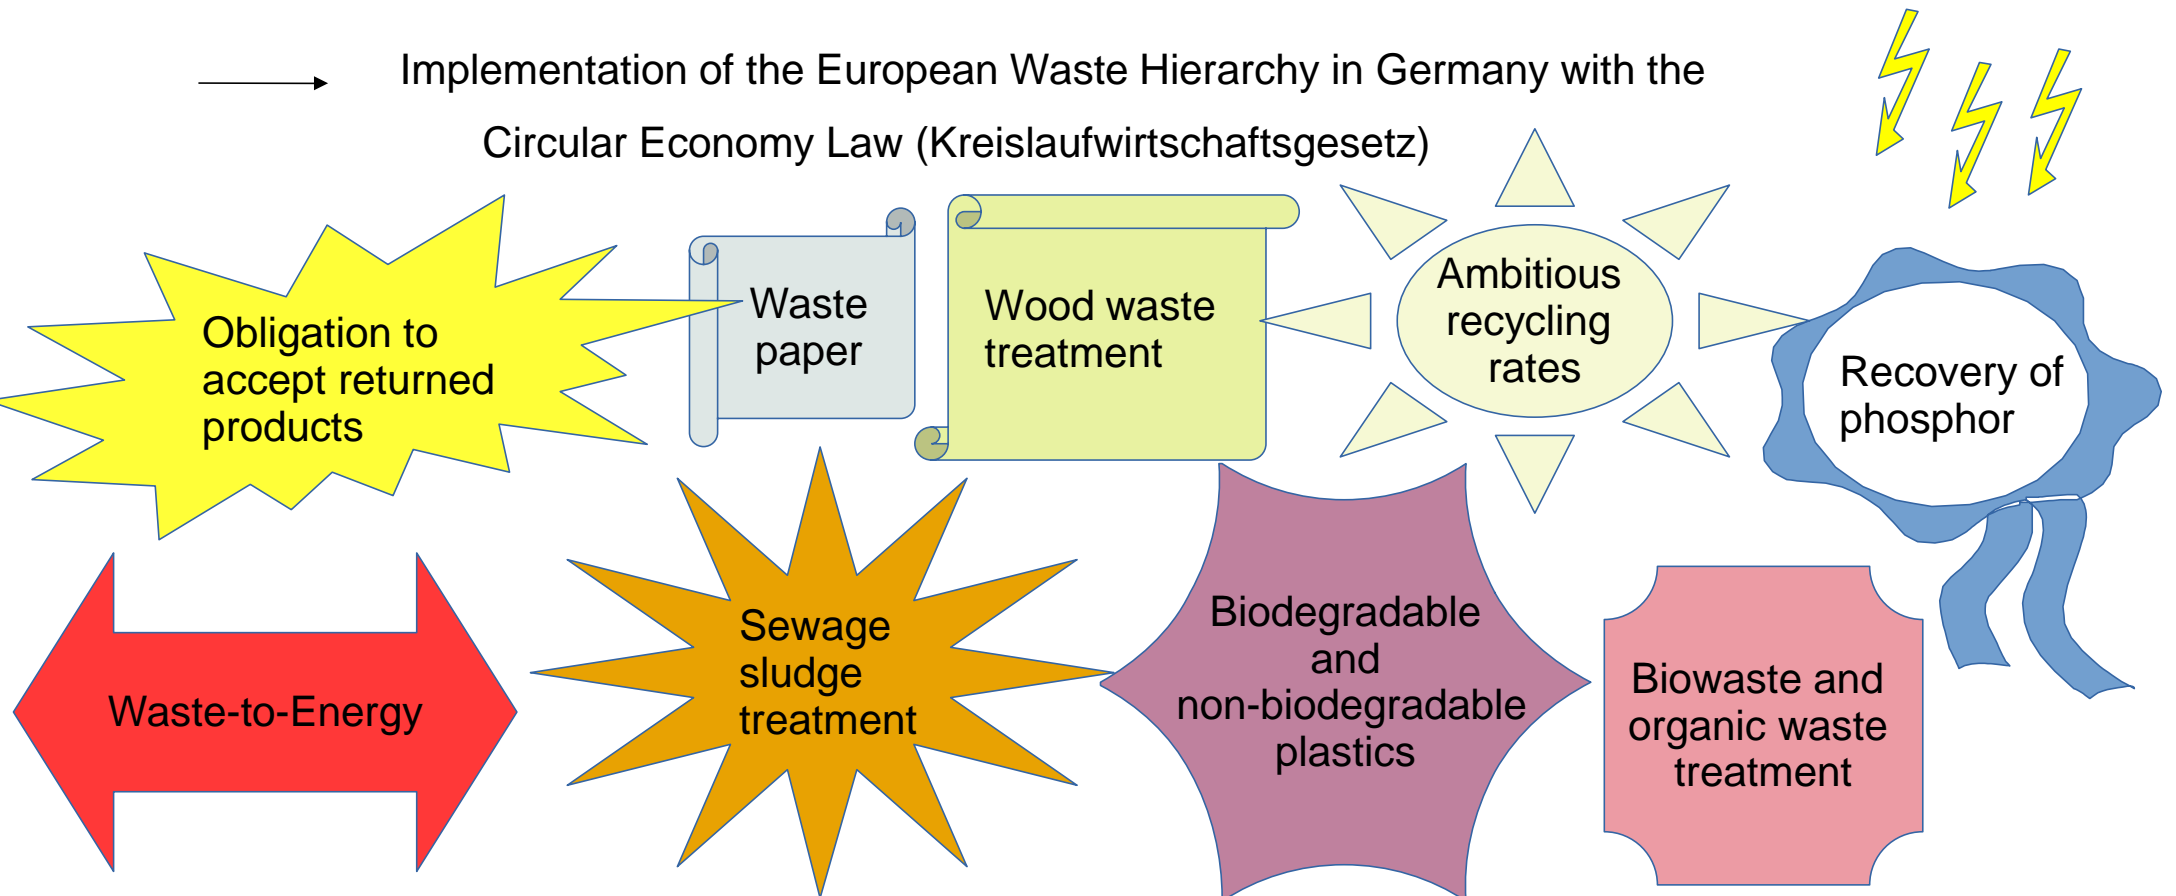 Implementation of the European Waste Hierarchy in Germany with the
Circular Economy Law (Kreislaufwirtschaftsgesetz)
Obligation to
accept returned
products
Waste
paper
Wood waste
treatment
Ambitious
recycling
rates
Recovery of
phosphor
Waste-to-Energy
Sewage
sludge
treatment
Biodegradable
and
non-biodegradable
plastics
Biowaste and
organic waste
treatment